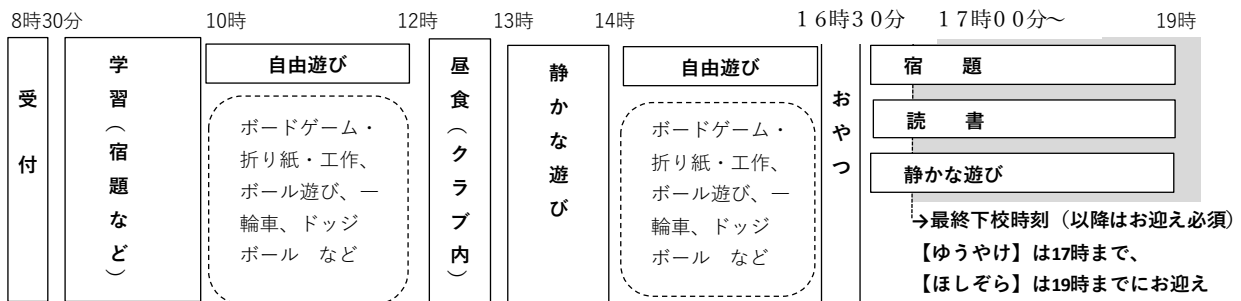 8時30分 10時 12時 13時 14時 16時30分 17時00分～ 19時
受付
学習（宿題など）
自由遊び
ボードゲーム・
折り紙・工作、
ボール遊び、一
輪車、ドッジ
ボール など
昼食（クラブ内）
静かな遊び
自由遊び
ボードゲーム・
折り紙・工作、
ボール遊び、一
輪車、ドッジ
ボール など
おやつ
宿 題
読 書
静かな遊び
→最終下校時刻（以降はお迎え必須）
【ゆうやけ】は17時まで、
【ほしぞら】は19時までにお迎え